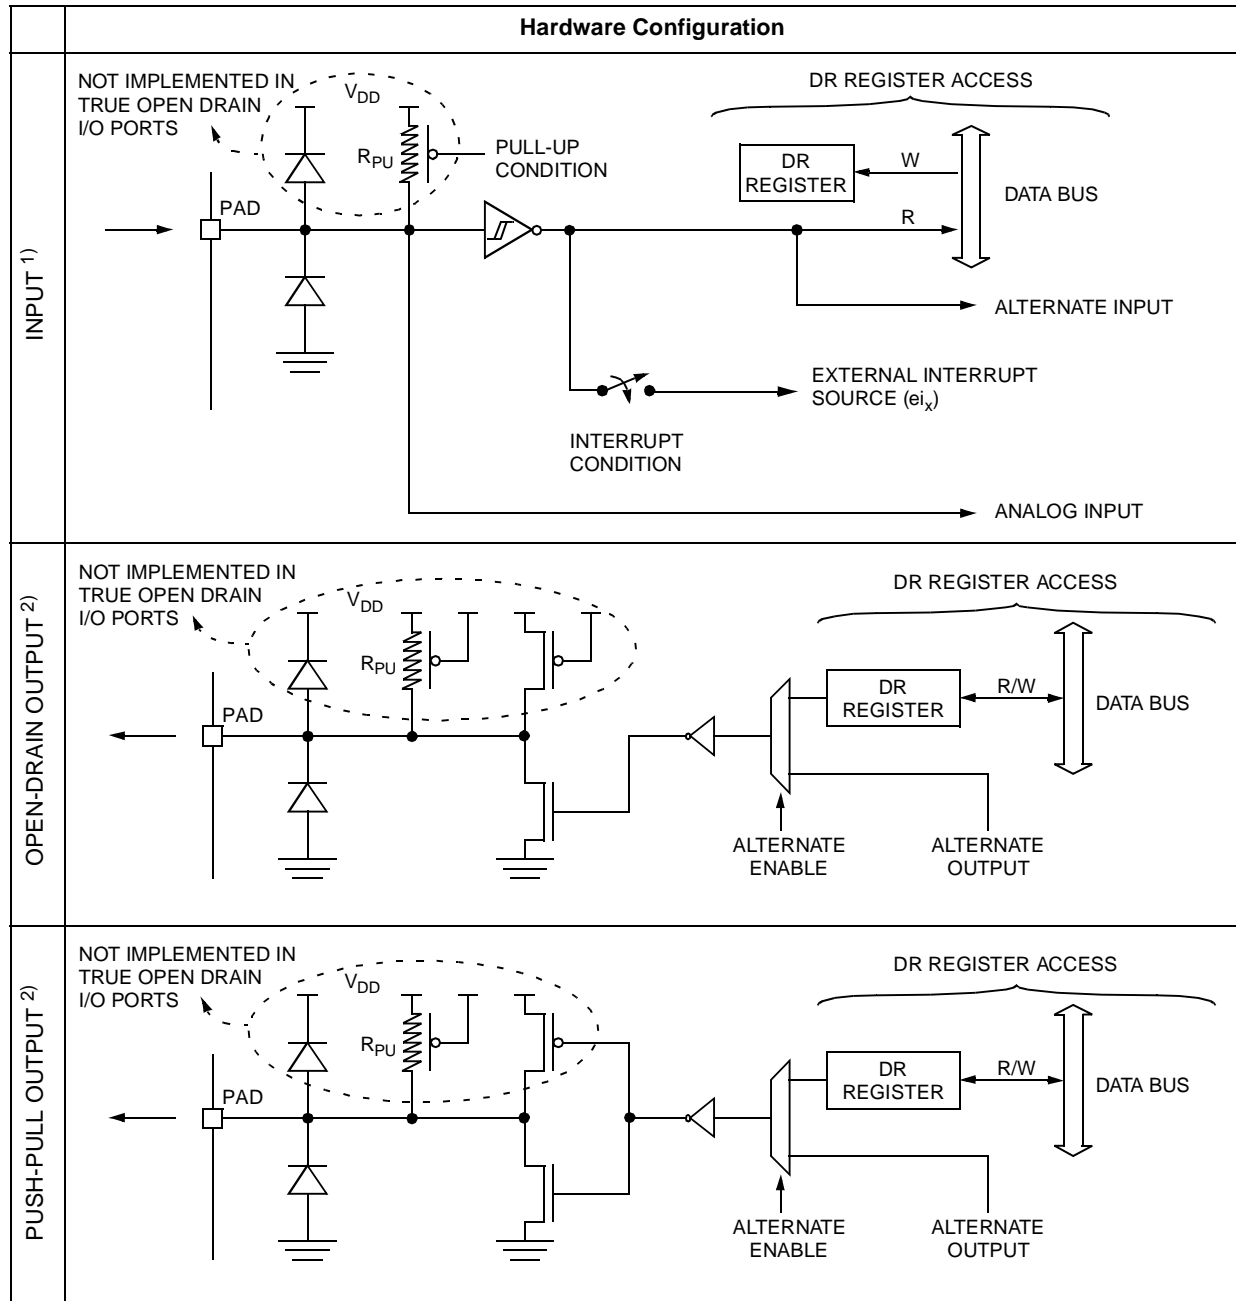 Hardware Configuration
INPUT 1)
NOT IMPLEMENTED IN
TRUE OPEN DRAIN
I/O PORTS
VDD
RPU
PULL-UP
CONDITION
PAD
DR REGISTER ACCESS
DR
REGISTER
W
R
DATA BUS
ALTERNATE INPUT
EXTERNAL INTERRUPT
SOURCE (eix)
INTERRUPT
CONDITION
ANALOG INPUT
OPEN-DRAIN OUTPUT 2)
NOT IMPLEMENTED IN
TRUE OPEN DRAIN
I/O PORTS
VDD
RPU
PAD
DR REGISTER ACCESS
DR
REGISTER
R/W
DATA BUS
ALTERNATE
ENABLE
ALTERNATE
OUTPUT
PUSH-PULL OUTPUT 2)
NOT IMPLEMENTED IN
TRUE OPEN DRAIN
I/O PORTS
VDD
RPU
PAD
DR REGISTER ACCESS
DR
REGISTER
R/W
DATA BUS
ALTERNATE
ENABLE
ALTERNATE
OUTPUT